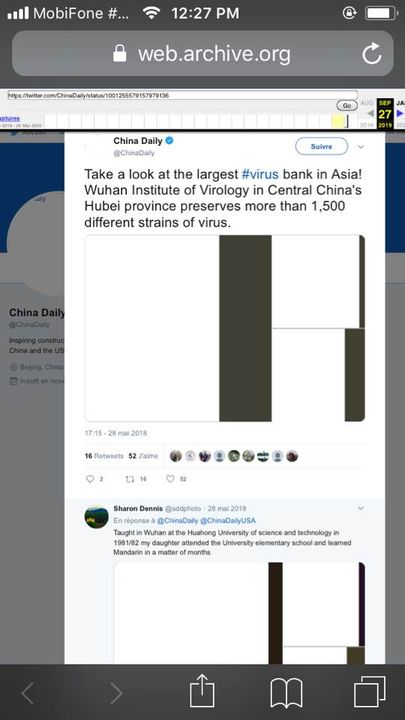 MobiFone #... 12:27 PM
web.archive.org
https://twitter.com/ChinaDaily/status/1001256579157979136
Go
AUG SEP JA
27
2018 2019 20
China Daily
@ChinaDaily
Suivre
Take a look at the largest #virus bank in Asia!
Wuhan Institute of Virology in Central China's
Hubei province preserves more than 1,500
different strains of virus.
China Daily
@ChinaDaily
Inspiring construc
China and the US
Beijing, China
Inscrit en nove
17:15 - 28 mai 2018
16 Retweets 52 J'aime
2 16 52
Sharon Dennis @sddphoto · 28 mai 2018
En réponse à @ChinaDaily @ChinaDailyUSA
Taught in Wuhan at the Huahong University of science and technology in
1981/82 my daughter attended the University elementary school and learned
Mandarin in a matter of months